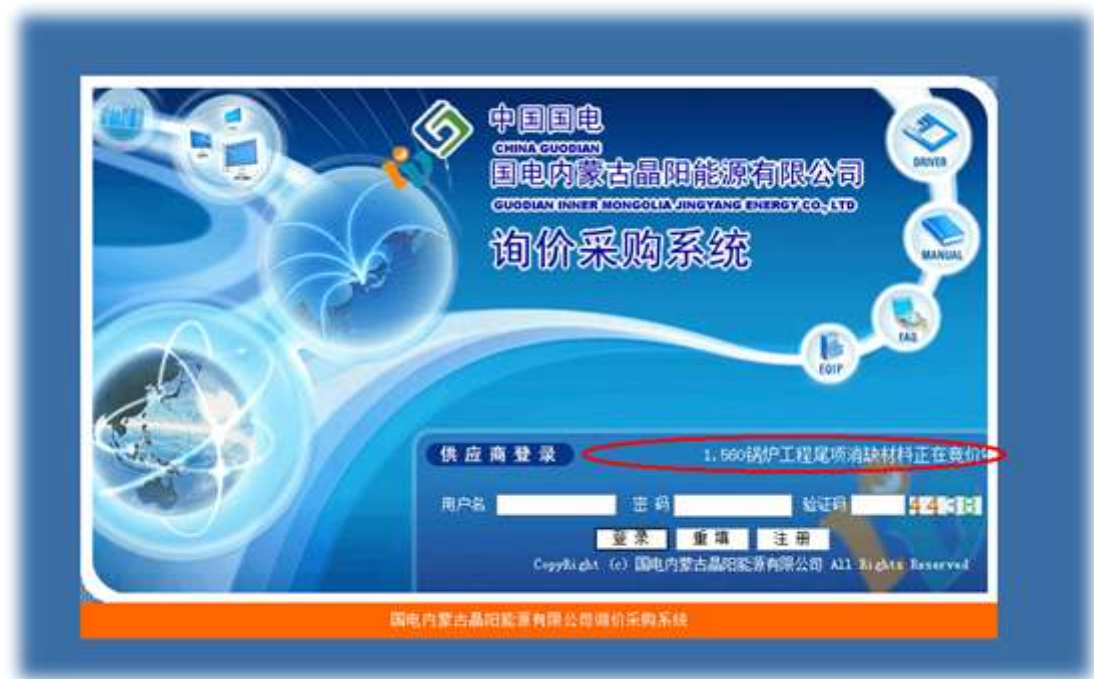 中国国电
CHINA GUODIAN
国电内蒙古晶阳能源有限公司
GUODIAN INNER MONGOLIA JINGYANG ENERGY CO., LTD
询价采购系统
DRIVER
MANUAL
FAQ
EQIP
供应商登录
1.560锅炉工程尾项消缺材料正在竞价
用户名 密码 验证码 4438
登录 重填 注册
CopyRight (c) 国电内蒙古晶阳能源有限公司 All Rights Reserved
国电内蒙古晶阳能源有限公司询价采购系统